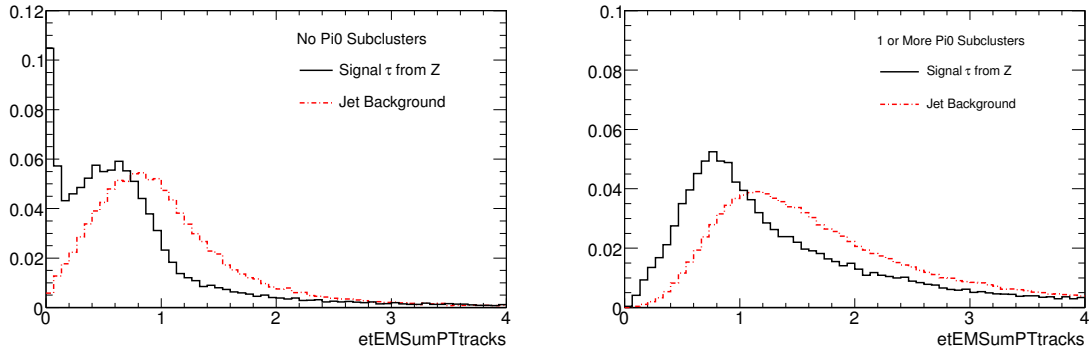 0.12
0.1
0.08
0.06
0.04
0.02
0
No Pi0 Subclusters
Signal τ from Z
Jet Background
0 1 2 3 4
etEMSumPTtracks
0.1
0.08
0.06
0.04
0.02
0
1 or More Pi0 Subclusters
Signal τ from Z
Jet Background
0 1 2 3 4
etEMSumPTtracks